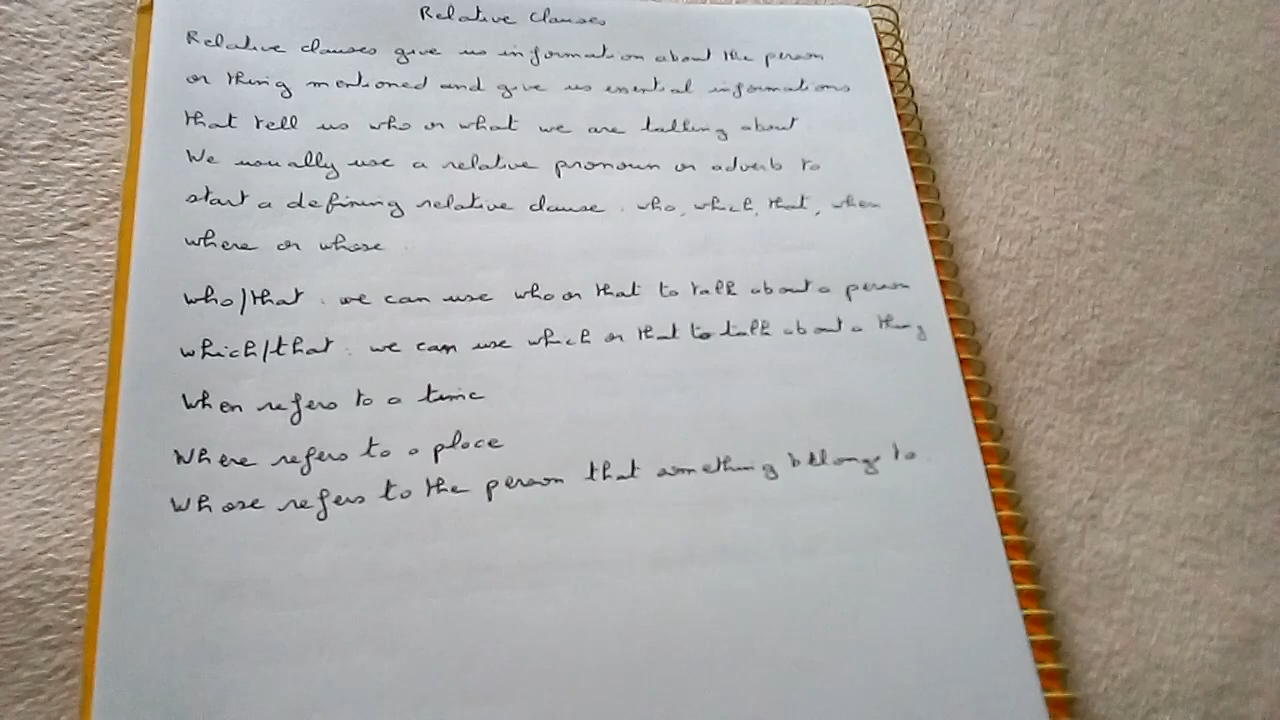 Relative Clauses
Relative clauses give us information about the person
or thing mentioned and give us essential informations
that tell us who or what we are talking about
We usually use a relative pronoun or adverb to
start a defining relative clause. who, which, that, when
where or whose.
who/that: we can use who or that to talk about a person
which/that: we can use which or that to talk about a thing
When refers to a time
Where refers to a place
Whose refers to the person that something belongs to